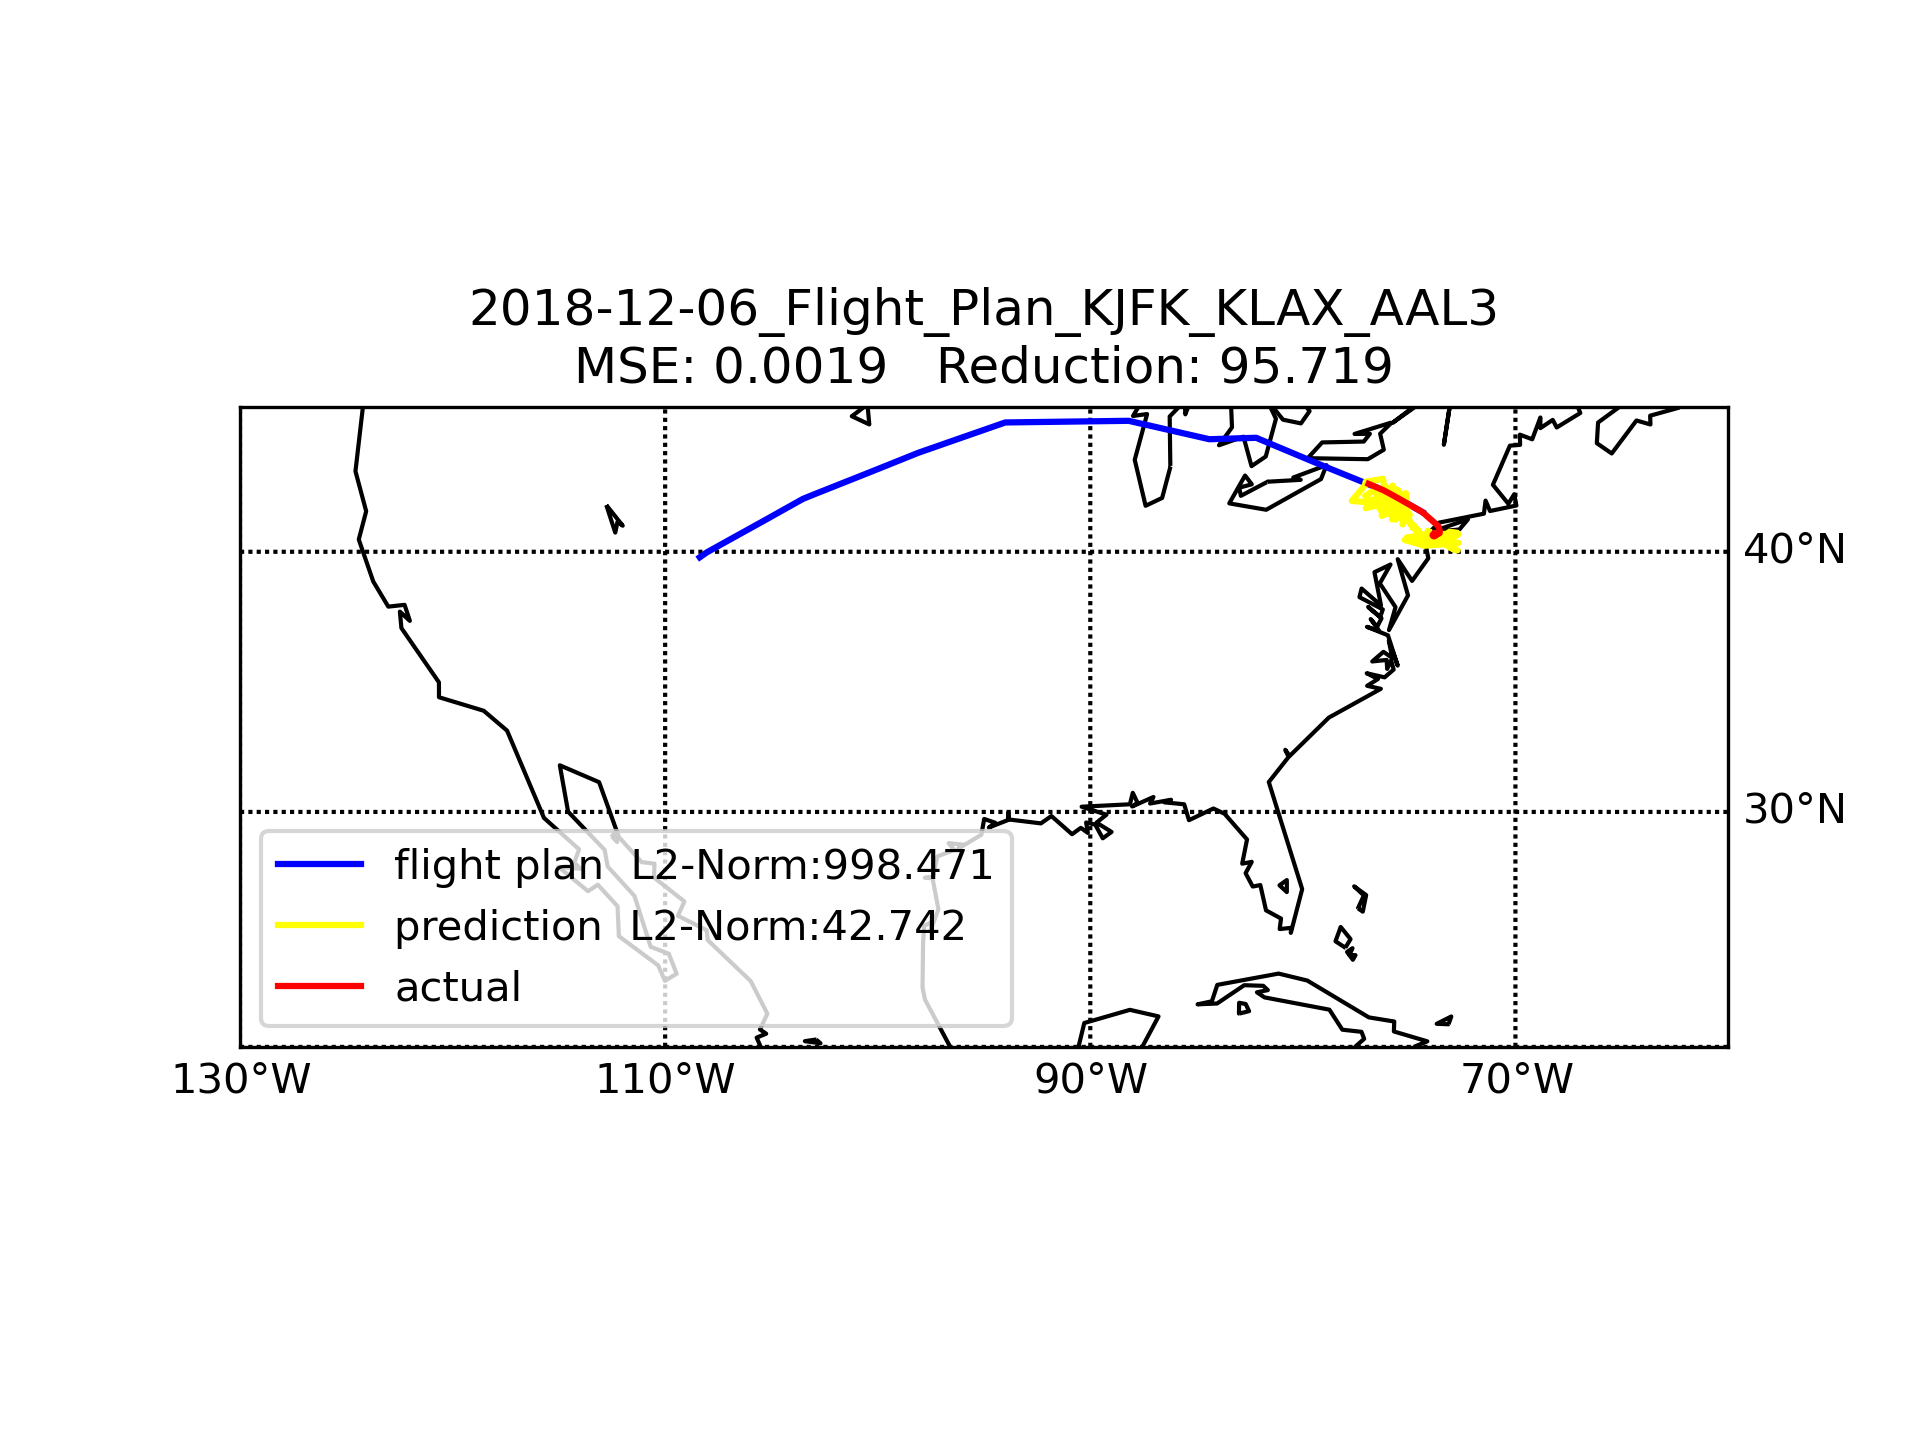 2018-12-06_Flight_Plan_KJFK_KLAX_AAL3
MSE: 0.0019   Reduction: 95.719
40°N
30°N
flight plan  L2-Norm:998.471
prediction  L2-Norm:42.742
actual
130°W
110°W
90°W
70°W